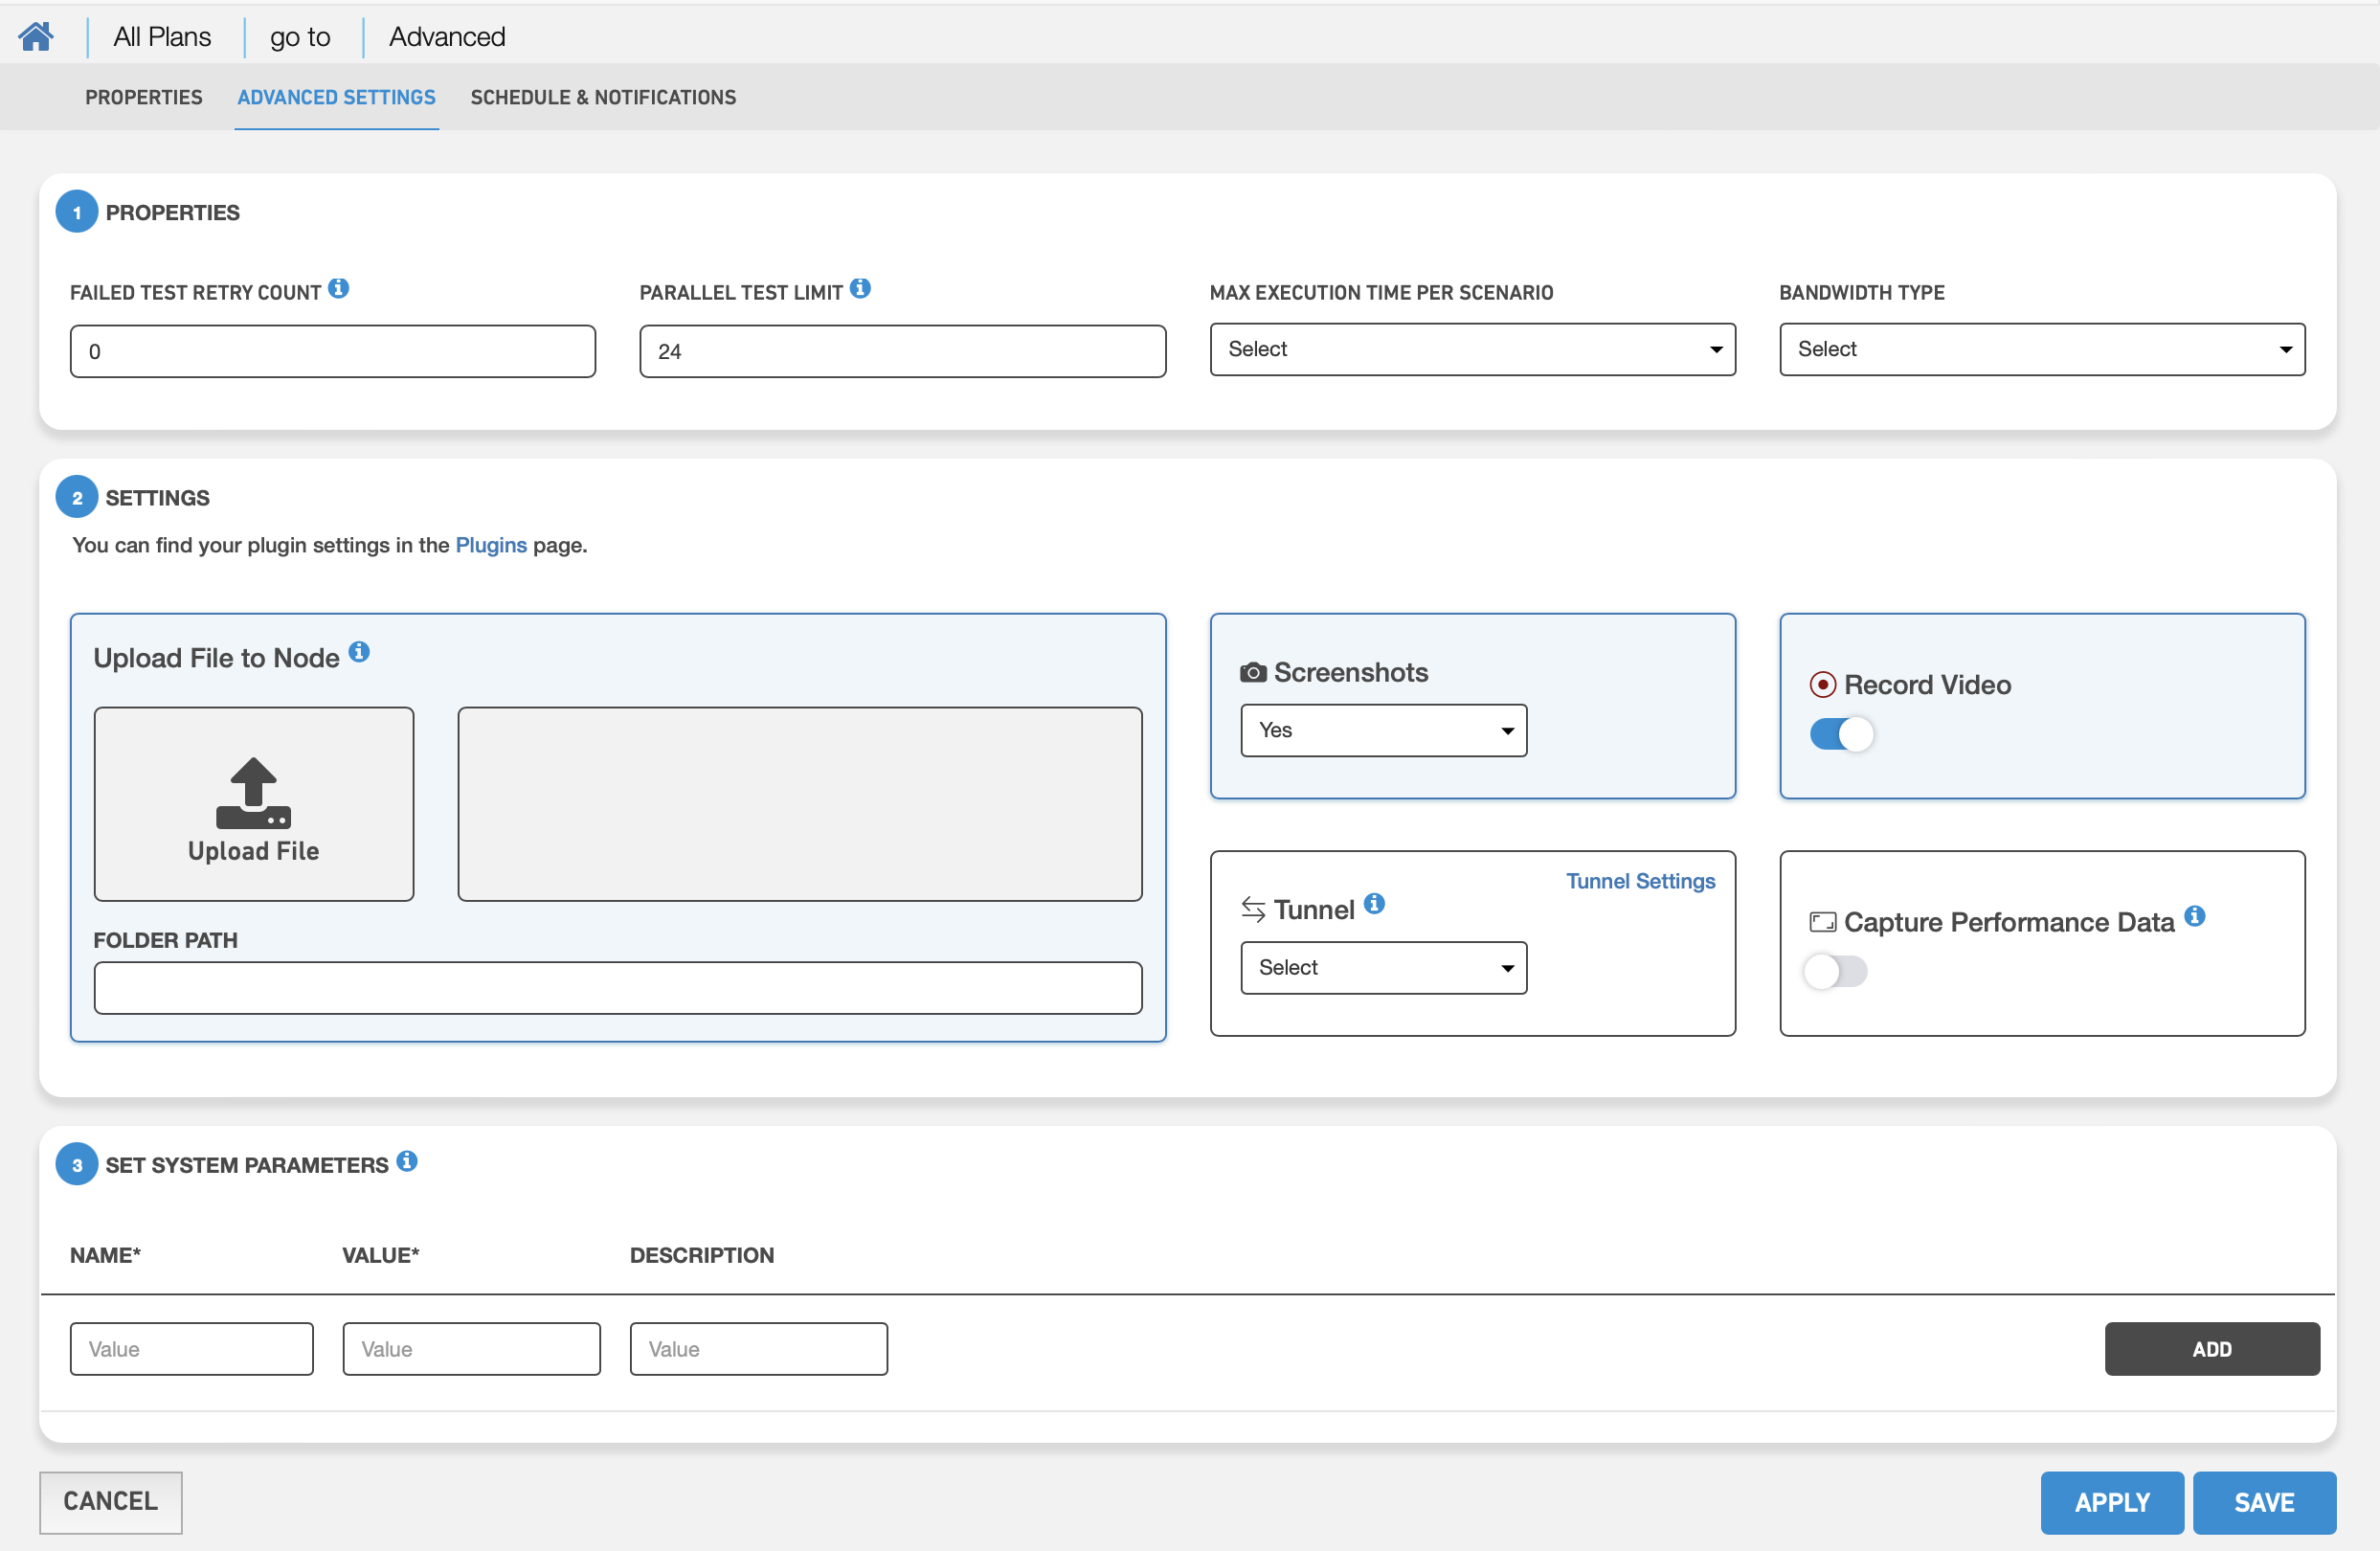 All Plans
go to
Advanced
PROPERTIES
ADVANCED SETTINGS
SCHEDULE & NOTIFICATIONS
1 PROPERTIES
FAILED TEST RETRY COUNT
PARALLEL TEST LIMIT
MAX EXECUTION TIME PER SCENARIO
BANDWIDTH TYPE
0
24
Select
Select
2 SETTINGS
You can find your plugin settings in the Plugins page.
Upload File to Node
Upload File
FOLDER PATH
Screenshots
Yes
Record Video
Tunnel Settings
Tunnel
Select
Capture Performance Data
3 SET SYSTEM PARAMETERS
NAME*
VALUE*
DESCRIPTION
Value
Value
Value
ADD
CANCEL
APPLY
SAVE